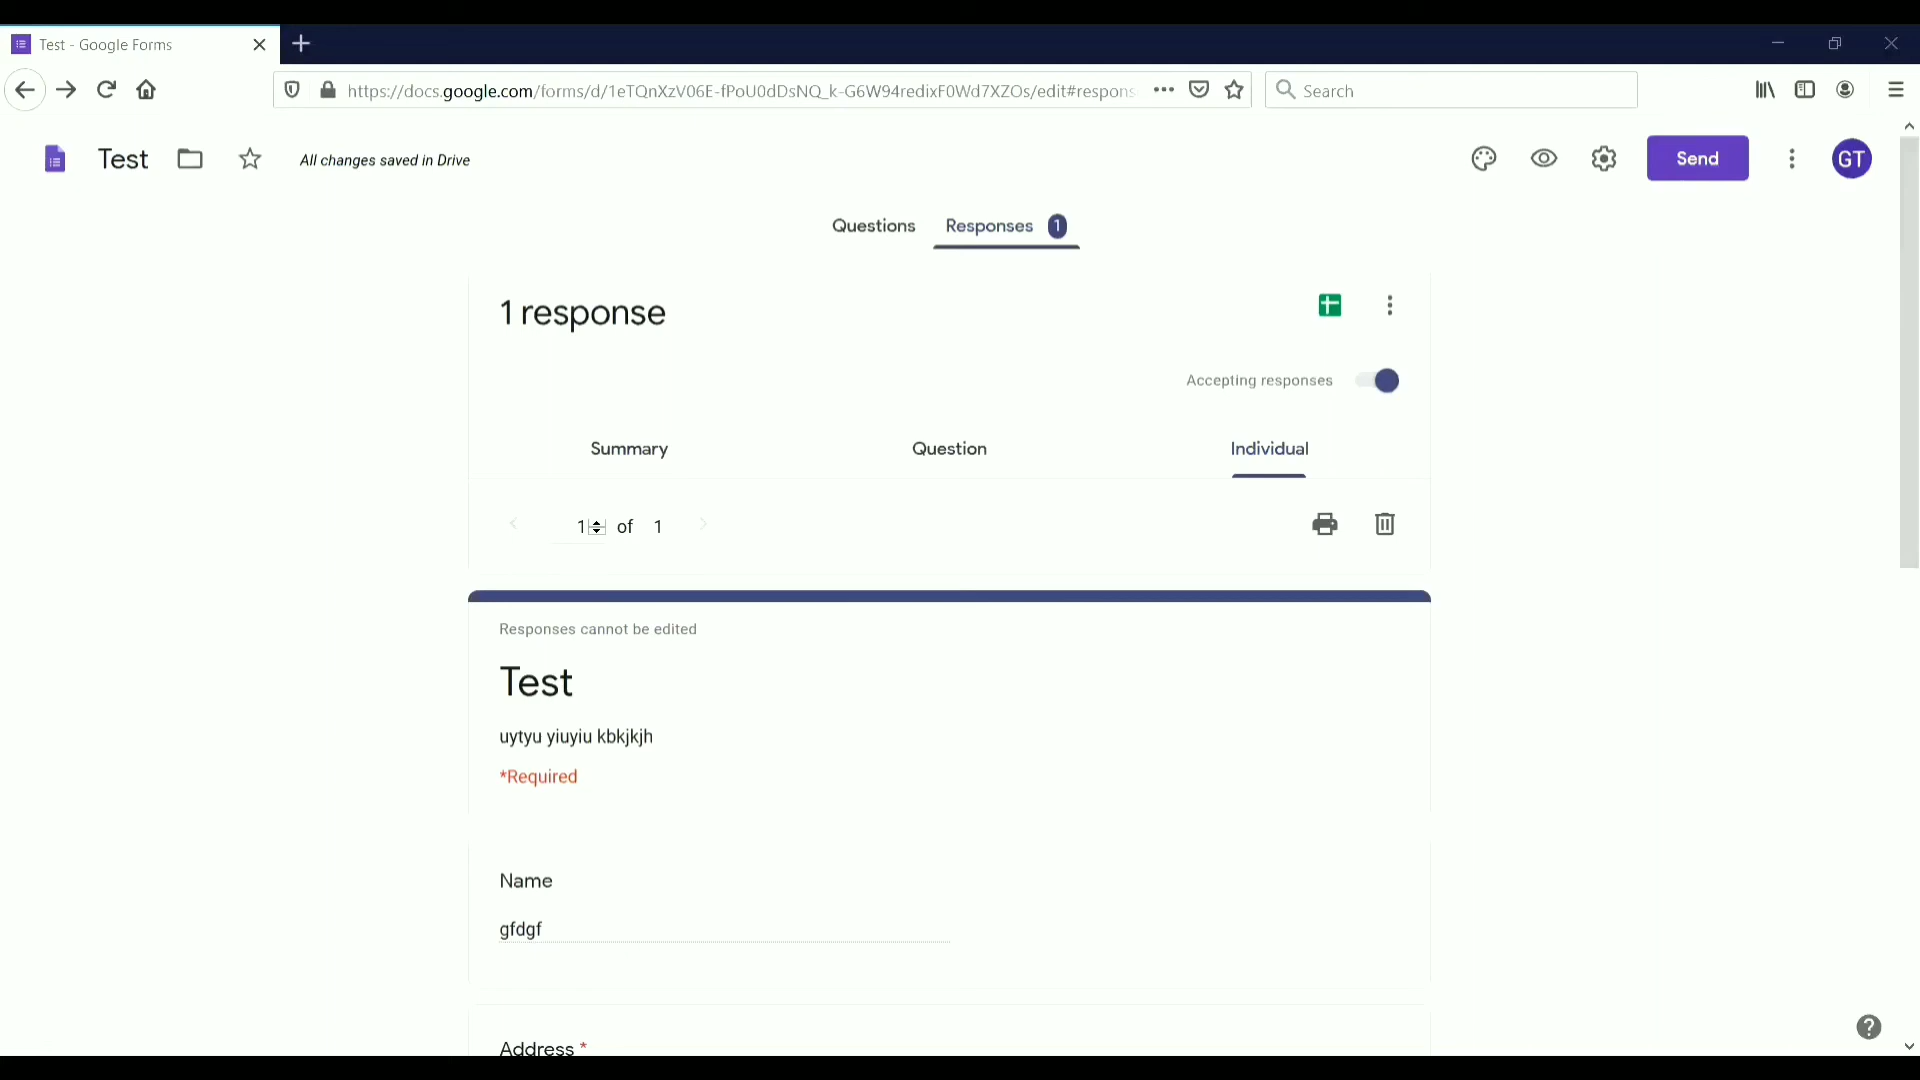 Test - Google Forms
https://docs.google.com/forms/d/1eTQnXzV06E-fPoU0dDsNQ_k-G6W94redixF0Wd7XZOs/edit#respons
Search
Test
All changes saved in Drive
Send
GT
Questions
Responses 1
1 response
Accepting responses
Summary
Question
Individual
1 of 1
Responses cannot be edited
Test
uytyu yiuyiu kbkjkjh
*Required
Name
gfdgf
Address *